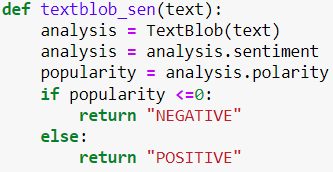 def textblob_sen(text):
    analysis = TextBlob(text)
    analysis = analysis.sentiment
    popularity = analysis.polarity
    if popularity <=0:
        return "NEGATIVE"
    else:
        return "POSITIVE"